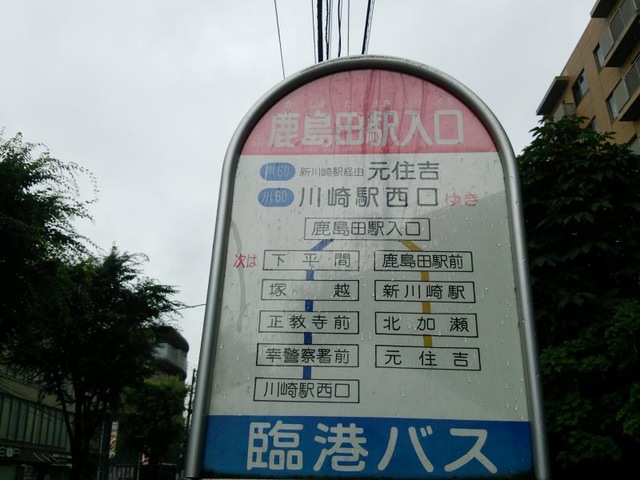 鹿島田駅入口
川60 新川崎駅経由 元住吉
川60 川崎駅西口ゆき
鹿島田駅入口
次は 下平間 鹿島田駅前
塚越 新川崎駅
正教寺前 北加瀬
幸警察署前 元住吉
川崎駅西口
臨港バス